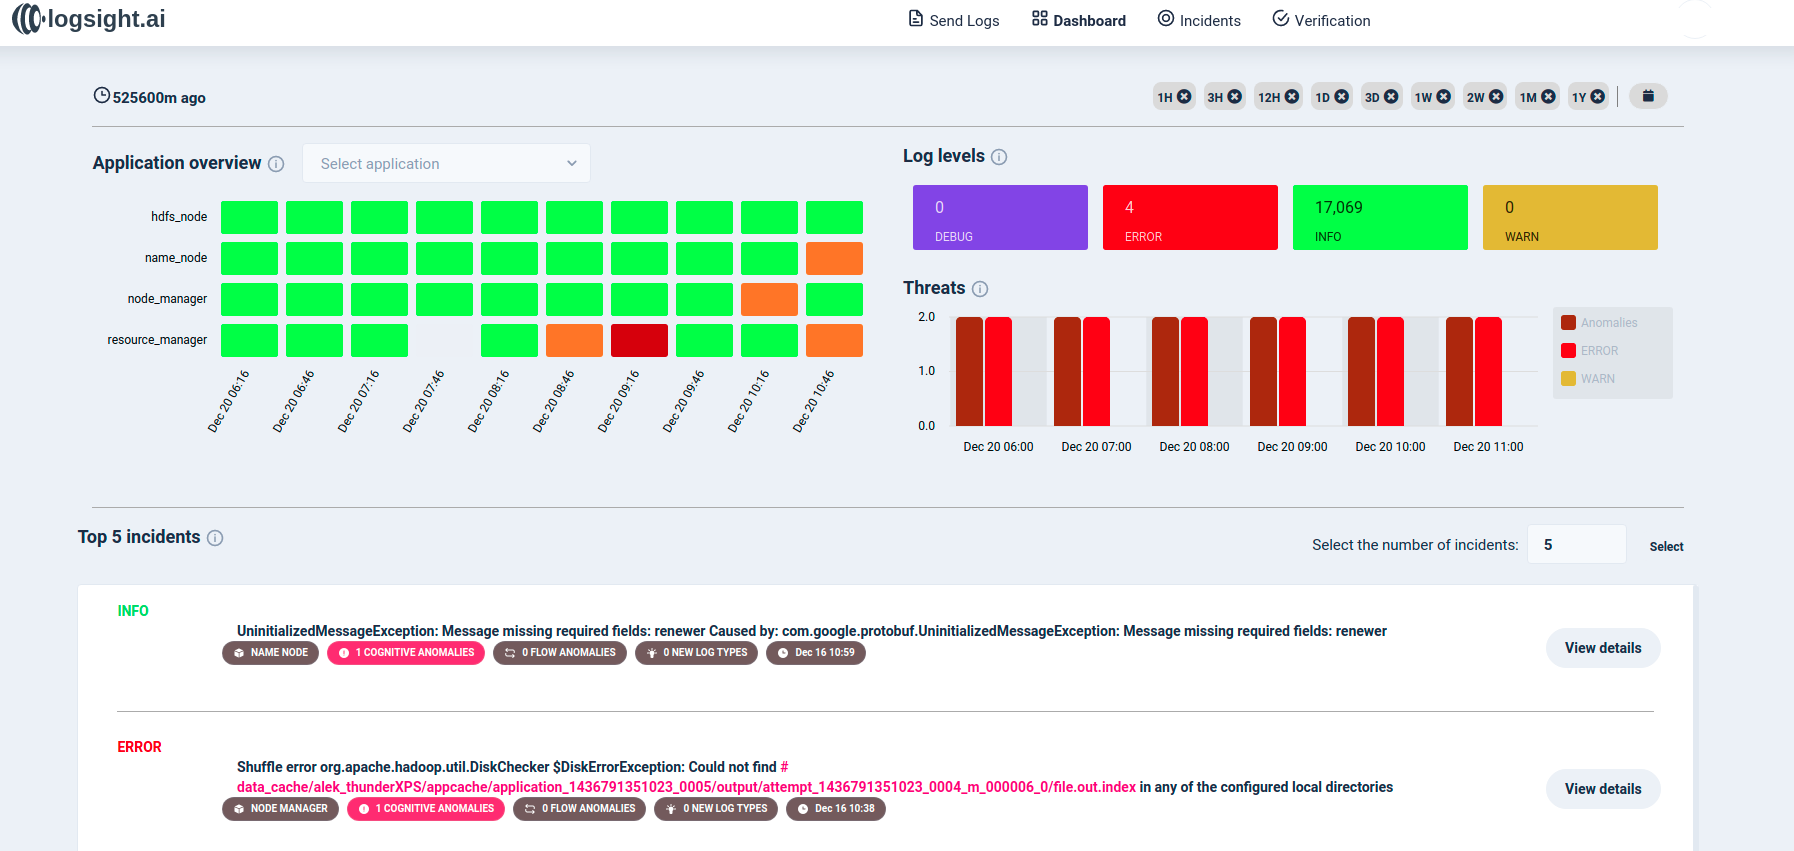 logsight.ai
Send Logs Dashboard Incidents Verification
525600m ago
1H 3H 12H 1D 3D 1W 2W 1M 1Y
Application overview
Select application
hdfs_node
name_node
node_manager
resource_manager
Dec 20 06:16
Dec 20 06:46
Dec 20 07:16
Dec 20 07:46
Dec 20 08:16
Dec 20 08:46
Dec 20 09:16
Dec 20 09:46
Dec 20 10:16
Dec 20 10:46
Log levels
0 4 17,069 0
DEBUG ERROR INFO WARN
Threats
2.0
1.0
0.0
Dec 20 06:00 Dec 20 07:00 Dec 20 08:00 Dec 20 09:00 Dec 20 10:00 Dec 20 11:00
Anomalies
ERROR
WARN
Top 5 incidents
Select the number of incidents: 5 Select
INFO
UninitializedMessageException: Message missing required fields: renewer Caused by: com.google.protobuf.UninitializedMessageException: Message missing required fields: renewer
NAME NODE 1 COGNITIVE ANOMALIES 0 FLOW ANOMALIES 0 NEW LOG TYPES Dec 16 10:59
View details
ERROR
Shuffle error org.apache.hadoop.util.DiskChecker $DiskErrorException: Could not find #
data_cache/alek_thunderXPS/appcache/application_1436791351023_0005/output/attempt_1436791351023_0004_m_000006_0/file.out.index in any of the configured local directories
NODE MANAGER 1 COGNITIVE ANOMALIES 0 FLOW ANOMALIES 0 NEW LOG TYPES Dec 16 10:38
View details